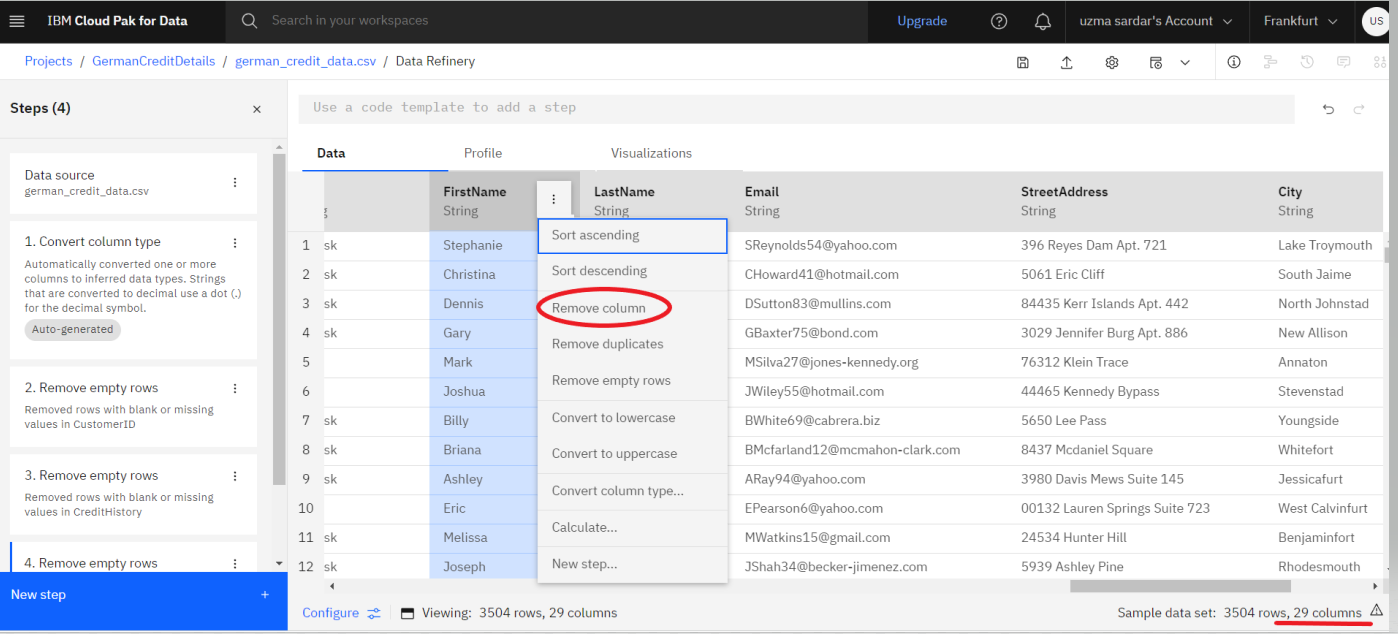 IBM Cloud Pak for Data
Search in your workspaces
Upgrade
uzma sardar's Account
Frankfurt
US
Projects / GermanCreditDetails / german_credit_data.csv / Data Refinery
Steps (4)
Use a code template to add a step
Data source
german_credit_data.csv
1. Convert column type
Automatically converted one or more
columns to inferred data types. Strings
that are converted to decimal use a dot (.)
for the decimal symbol.
Auto-generated
2. Remove empty rows
Removed rows with blank or missing
values in CustomerID
3. Remove empty rows
Removed rows with blank or missing
values in CreditHistory
4. Remove empty rows
New step +
Data Profile Visualizations
FirstName LastName Email StreetAddress City
g String String String String String
1 sk Stephanie SReynolds54@yahoo.com 396 Reyes Dam Apt. 721 Lake Troymouth
2 sk Christina CHoward41@hotmail.com 5061 Eric Cliff South Jaime
3 sk Dennis DSutton83@mullins.com 84435 Kerr Islands Apt. 442 North Johnstad
4 sk Gary GBaxter75@bond.com 3029 Jennifer Burg Apt. 886 New Allison
5 Mark MSilva27@jones-kennedy.org 76312 Klein Trace Annaton
6 Joshua JWiley55@hotmail.com 44465 Kennedy Bypass Stevenstad
7 sk Billy BWhite69@cabrera.biz 5650 Lee Pass Youngside
8 sk Briana BMcfarland12@mcmahon-clark.com 8437 Mcdaniel Square Whitefort
9 sk Ashley ARay94@yahoo.com 3980 Davis Mews Suite 145 Jessicafurt
10 Eric EPearson6@yahoo.com 00132 Lauren Springs Suite 723 West Calvinfurt
11 sk Melissa MWatkins15@gmail.com 24534 Hunter Hill Benjaminfort
12 sk Joseph JShah34@becker-jimenez.com 5939 Ashley Pine Rhodesmouth
Sort ascending
Sort descending
Remove column
Remove duplicates
Remove empty rows
Convert to lowercase
Convert to uppercase
Convert column type...
Calculate...
New step...
Configure Viewing: 3504 rows, 29 columns Sample data set: 3504 rows, 29 columns